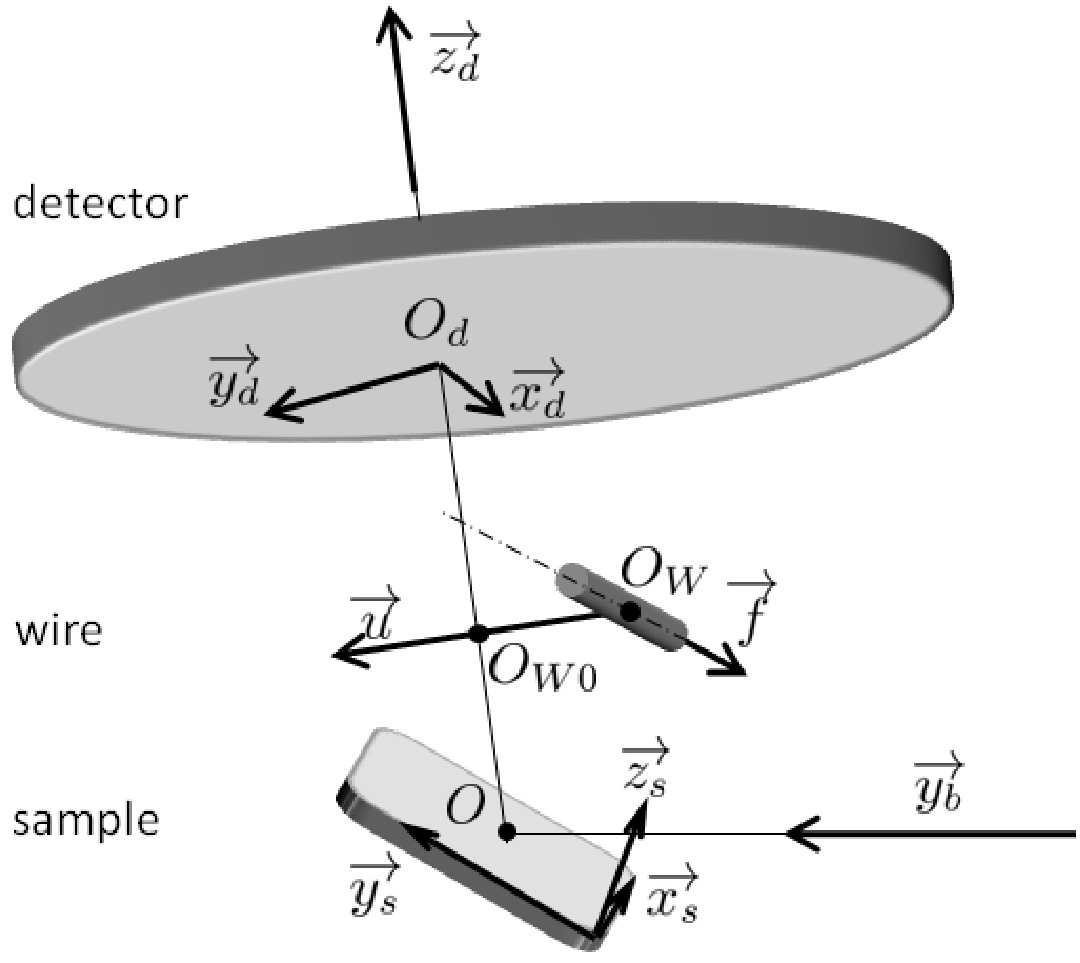 $\overrightarrow{z_d}$
detector
$O_d$
$\overrightarrow{y_d}$ $\overrightarrow{x_d}$
$O_W$ $\overrightarrow{f}$
wire $\overrightarrow{u}$
$O_{W0}$
$\overrightarrow{z_s}$ $\overrightarrow{y_b}$
sample $O$
$\overrightarrow{y_s}$ $\overrightarrow{x_s}$